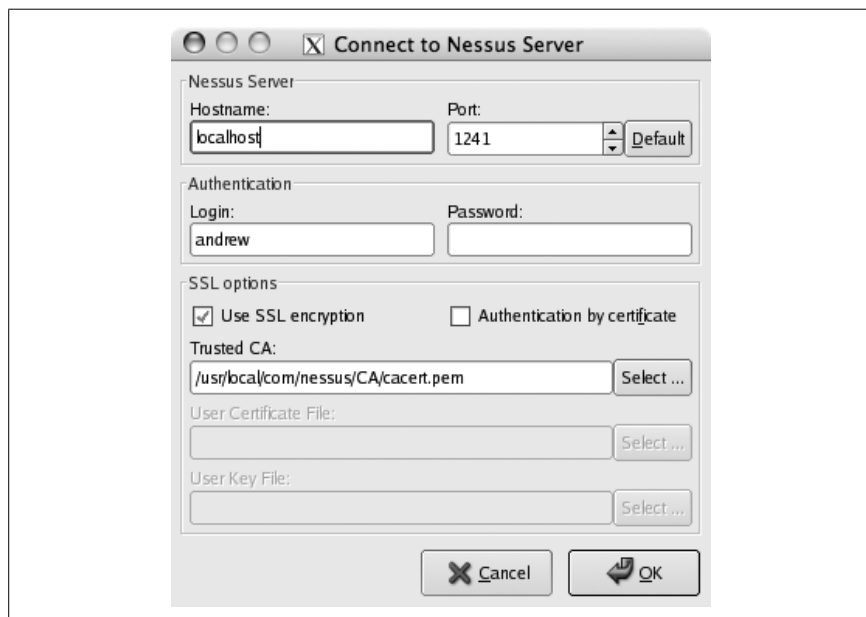 Connect to Nessus Server
Nessus Server
Hostname: Port:
localhost 1241 Default
Authentication
Login: Password:
andrew
SSL options
Use SSL encryption Authentication by certificate
Trusted CA:
/usr/local/com/nessus/CA/cacert.pem Select ...
User Certificate File:
Select ...
User Key File:
Select ...
Cancel OK